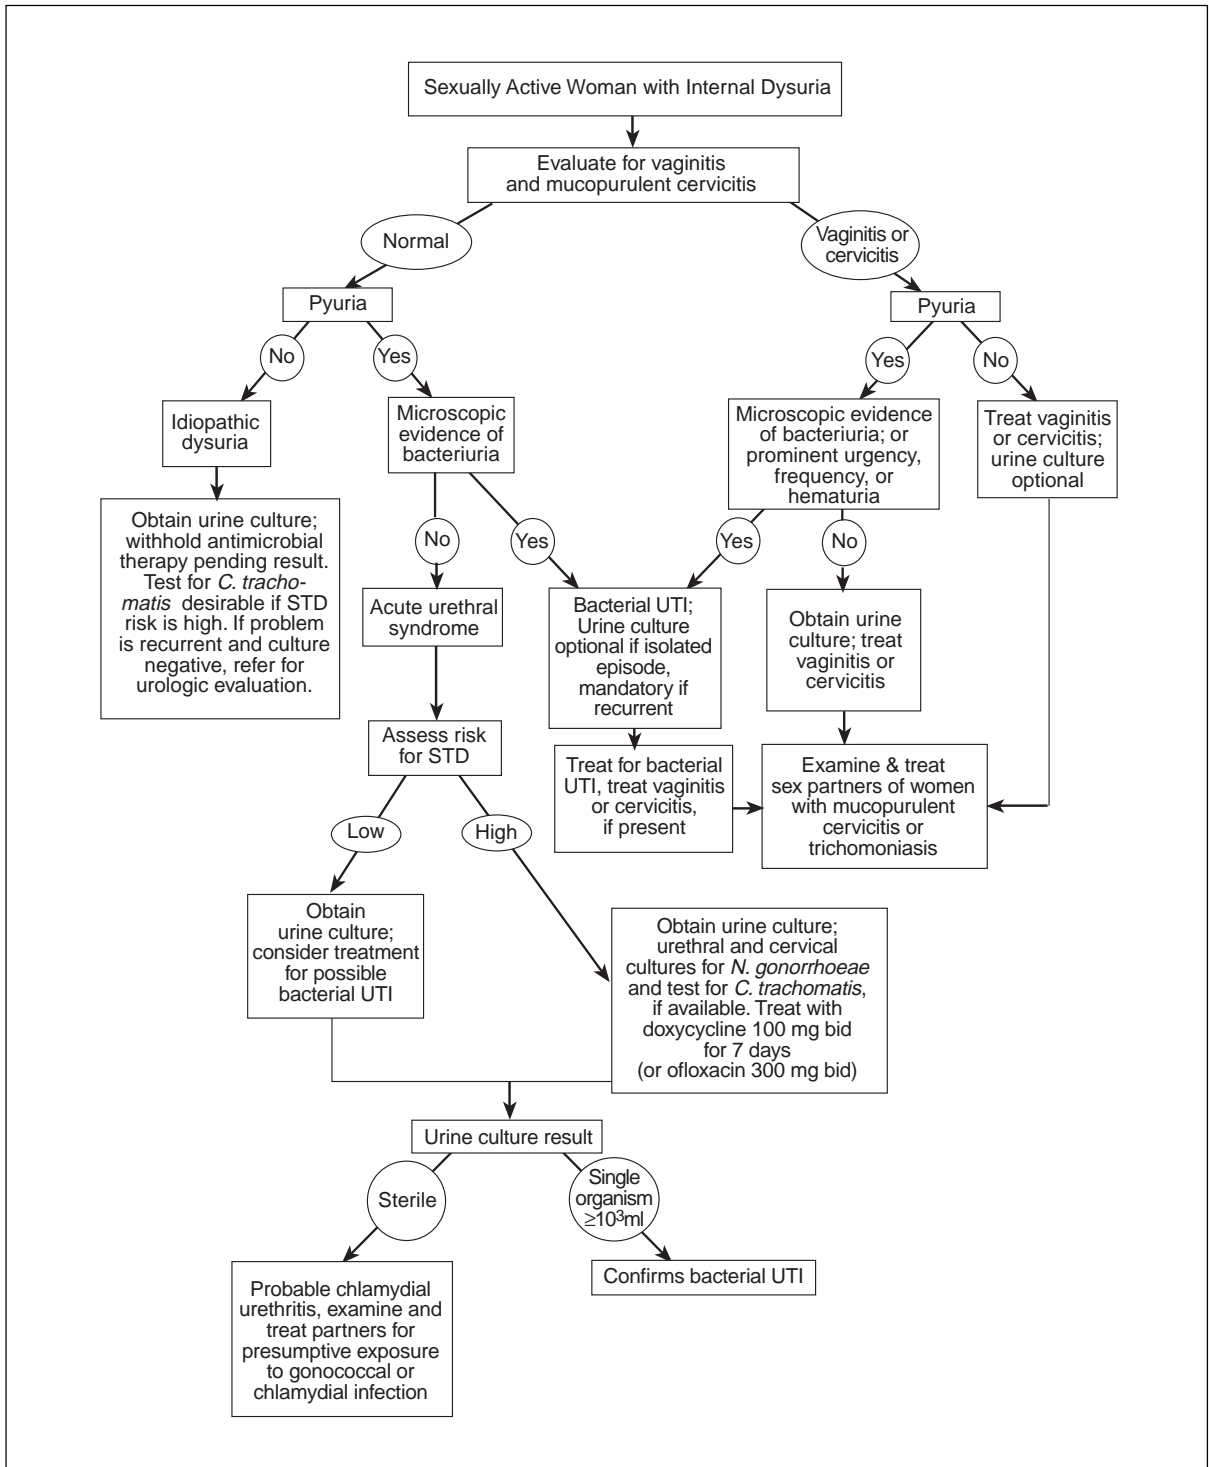 Sexually Active Woman with Internal Dysuria
Evaluate for vaginitis
and mucopurulent cervicitis
Normal
Vaginitis or
cervicitis
Pyuria
Pyuria
No
Yes
Yes
No
Idiopathic
dysuria
Microscopic
evidence of
bacteriuria
Microscopic evidence
of bacteriuria; or
prominent urgency,
frequency, or
hematuria
Treat vaginitis
or cervicitis;
urine culture
optional
Obtain urine culture;
withhold antimicrobial
therapy pending result.
Test for C. tracho-
matis desirable if STD
risk is high. If problem
is recurrent and culture
negative, refer for
urologic evaluation.
No
Yes
Yes
No
Acute urethral
syndrome
Bacterial UTI;
Urine culture
optional if isolated
episode,
mandatory if
recurrent
Obtain urine
culture; treat
vaginitis or
cervicitis
Assess risk
for STD
Treat for bacterial
UTI, treat vaginitis
or cervicitis,
if present
Examine & treat
sex partners of women
with mucopurulent
cervicitis or
trichomoniasis
Low
High
Obtain
urine culture;
consider treatment
for possible
bacterial UTI
Obtain urine culture;
urethral and cervical
cultures for N. gonorrhoeae
and test for C. trachomatis,
if available. Treat with
doxycycline 100 mg bid
for 7 days
(or ofloxacin 300 mg bid)
Urine culture result
Sterile
Single
organism
≥10³ml
Probable chlamydial
urethritis, examine and
treat partners for
presumptive exposure
to gonococcal or
chlamydial infection
Confirms bacterial UTI